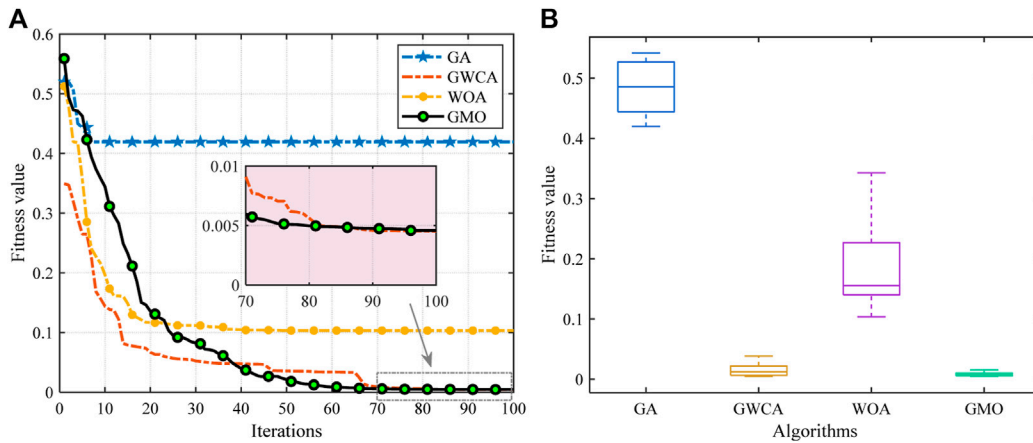 A
Fitness value
0.6
0.5
0.4
0.3
0.2
0.1
0
0 10 20 30 40 50 60 70 80 90 100
Iterations
GA
GWCA
WOA
GMO
0.01
0.005
0
70 80 90 100
B
Fitness value
0.5
0.4
0.3
0.2
0.1
0
GA GWCA WOA GMO
Algorithms